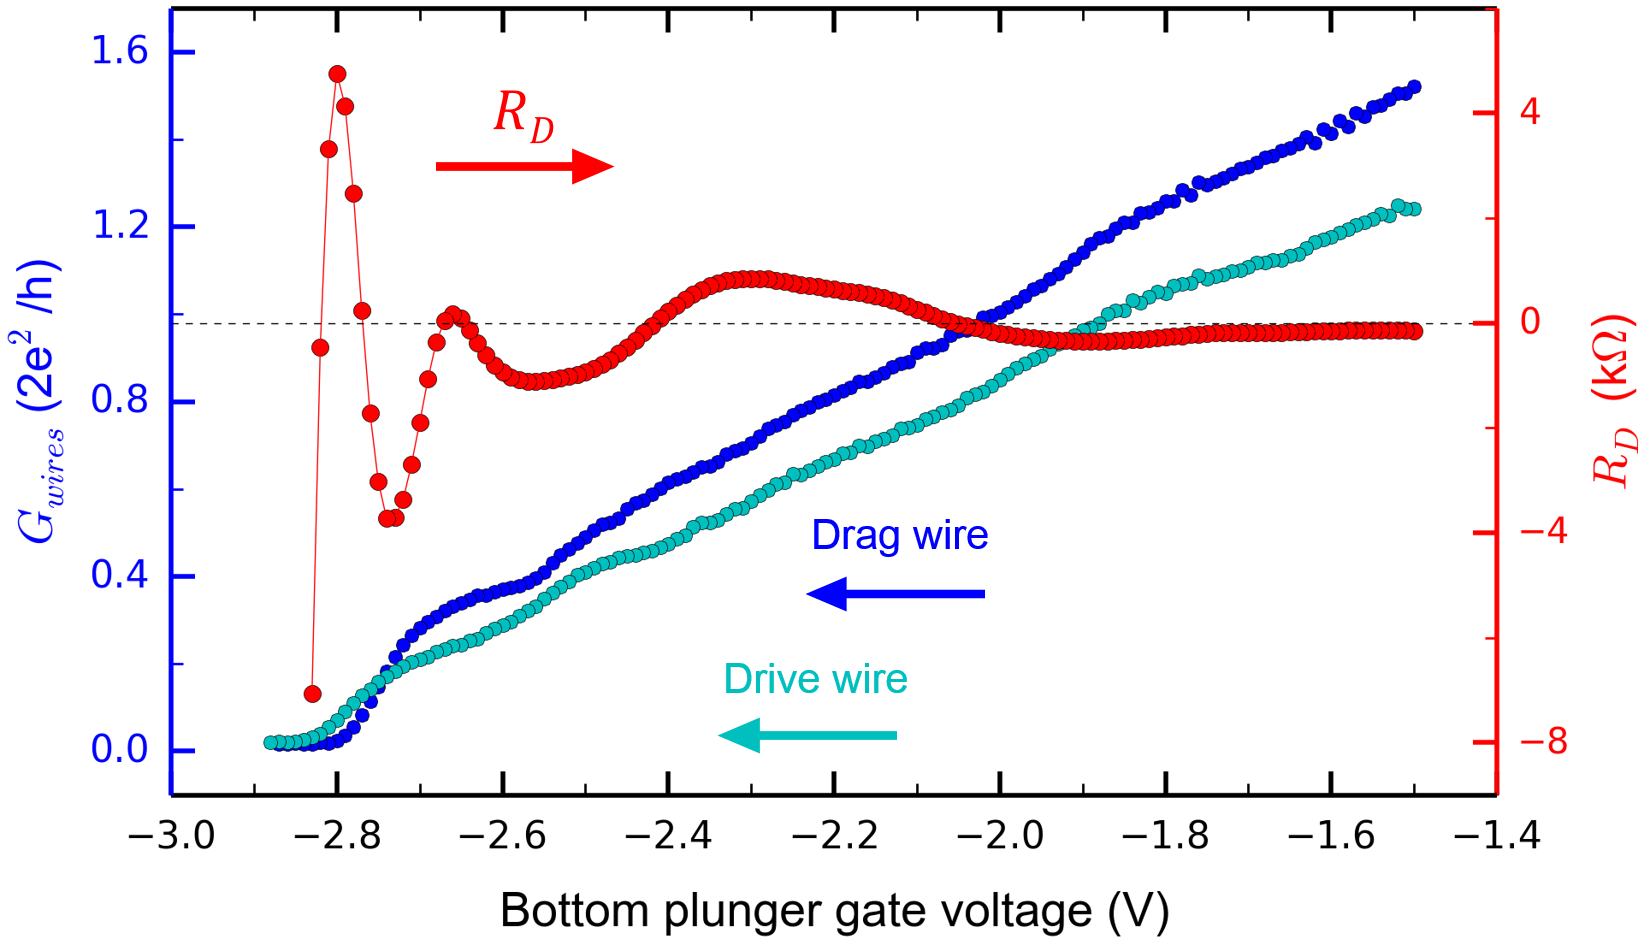 1.6
1.2
0.8
0.4
0.0
G_wires (2e² /h)
R_D
Drag wire
Drive wire
4
0
−4
−8
R_D (kΩ)
−3.0 −2.8 −2.6 −2.4 −2.2 −2.0 −1.8 −1.6 −1.4
Bottom plunger gate voltage (V)